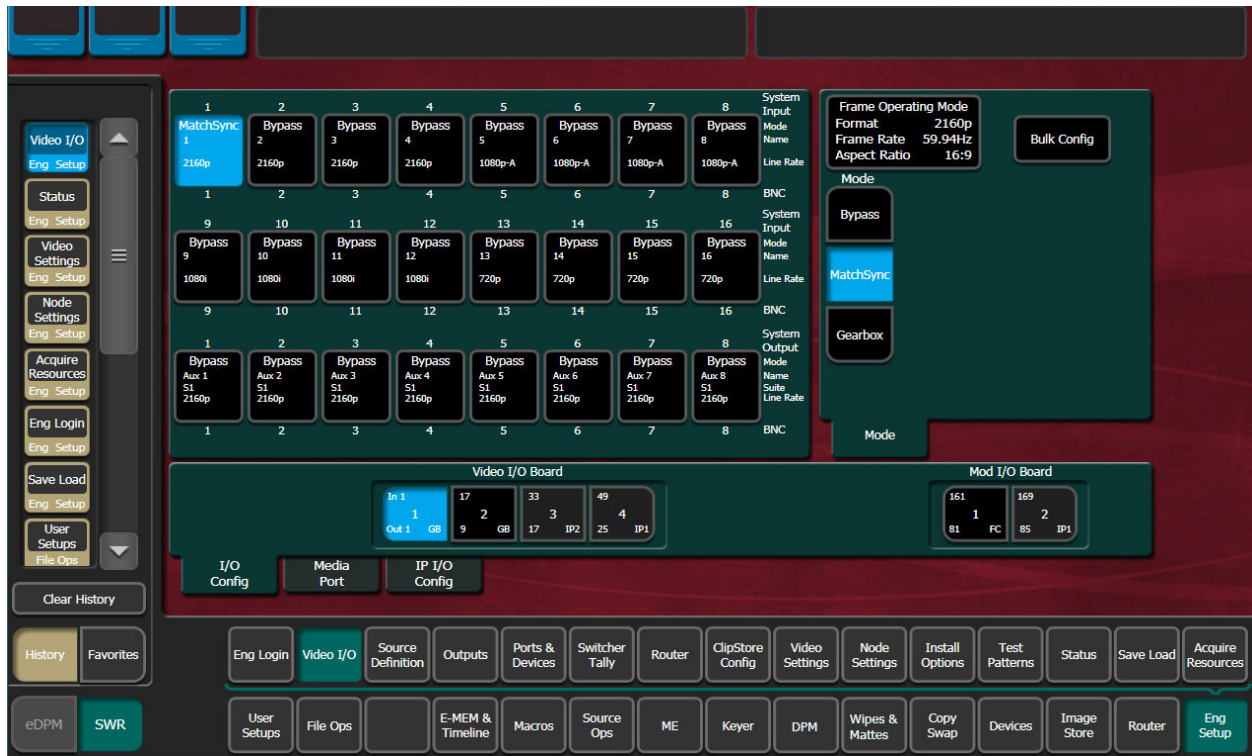 Video I/O
Eng Setup
Status
Eng Setup
Video
Settings
Eng Setup
Node
Settings
Eng Setup
Acquire
Resources
Eng Setup
Eng Login
Eng Setup
Save Load
Eng Setup
User
Setups
File Ops
Clear History
History Favorites
eDPM SWR
1 2 3 4 5 6 7 8 System Input
MatchSync Bypass Bypass Bypass Bypass Bypass Bypass Bypass Mode
1 2 3 4 5 6 7 8 Name
2160p 2160p 2160p 2160p 1080p-A 1080p-A 1080p-A 1080p-A Line Rate
1 2 3 4 5 6 7 8 BNC
9 10 11 12 13 14 15 16 System Input
Bypass Bypass Bypass Bypass Bypass Bypass Bypass Bypass Mode
9 10 11 12 13 14 15 16 Name
1080i 1080i 1080i 1080i 720p 720p 720p 720p Line Rate
9 10 11 12 13 14 15 16 BNC
1 2 3 4 5 6 7 8 System Output
Bypass Bypass Bypass Bypass Bypass Bypass Bypass Bypass Mode
Aux 1 Aux 2 Aux 3 Aux 4 Aux 5 Aux 6 Aux 7 Aux 8 Name
S1 S1 S1 S1 S1 S1 S1 S1 Suite
2160p 2160p 2160p 2160p 2160p 2160p 2160p 2160p Line Rate
1 2 3 4 5 6 7 8 BNC
Frame Operating Mode
Format 2160p
Frame Rate 59.94Hz
Aspect Ratio 16:9
Bulk Config
Mode
Bypass
MatchSync
Gearbox
Mode
Video I/O Board
In 1 17 33 49
1 2 3 4
Out 1 GB 9 GB 17 IP2 25 IP1
Mod I/O Board
161 169
1 2
81 FC 85 IP1
I/O
Config
Media
Port
IP I/O
Config
Eng Login
Video I/O
Source
Definition
Outputs
Ports &
Devices
Switcher
Tally
Router
ClipStore
Config
Video
Settings
Node
Settings
Install
Options
Test
Patterns
Status
Save Load
Acquire
Resources
User
Setups
File Ops
E-MEM &
Timeline
Macros
Source
Ops
ME
Keyer
DPM
Wipes &
Mattes
Copy
Swap
Devices
Image
Store
Router
Eng
Setup